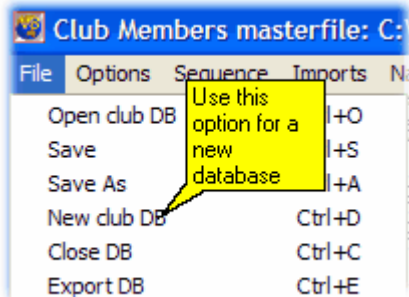 Club Members masterfile: C:
File Options Sequence Imports
Use this
option for a
new
database
Open club DB l+O
Save l+S
Save As l+A
New club DB Ctrl+D
Close DB Ctrl+C
Export DB Ctrl+E